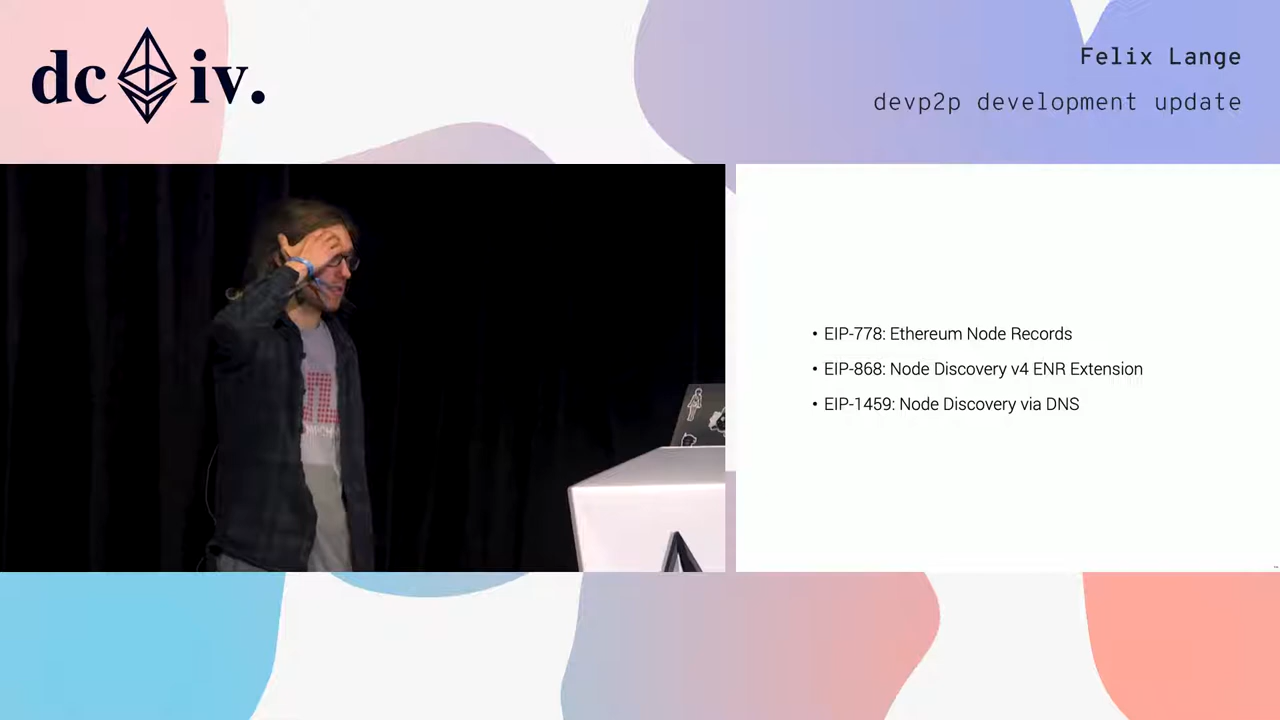 dc iv.
Felix Lange
devp2p development update
• EIP-778: Ethereum Node Records
• EIP-868: Node Discovery v4 ENR Extension
• EIP-1459: Node Discovery via DNS